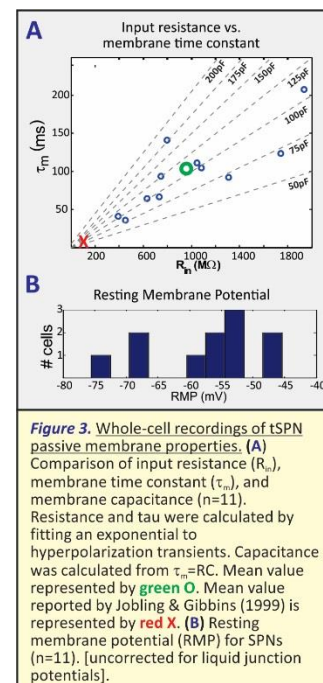 A
Input resistance vs.
membrane time constant
200pF
175pF
150pF
125pF
100pF
75pF
50pF
τm (ms)
200
150
100
50
X
200
600
1000
1400
1800
Rin (MΩ)
B
Resting Membrane Potential
# cells
3
2
1
-80
-75
-70
-65
-60
-55
-50
-45
-40
RMP (mV)
Figure 3. Whole-cell recordings of tSPN
passive membrane properties. (A)
Comparison of input resistance (Rin),
membrane time constant (τm), and
membrane capacitance (n=11).
Resistance and tau were calculated by
fitting an exponential to
hyperpolarization transients. Capacitance
was calculated from τm=RC. Mean value
represented by green O. Mean value
reported by Jobling & Gibbins (1999) is
represented by red X. (B) Resting
membrane potential (RMP) for SPNs
(n=11). [uncorrected for liquid junction
potentials].